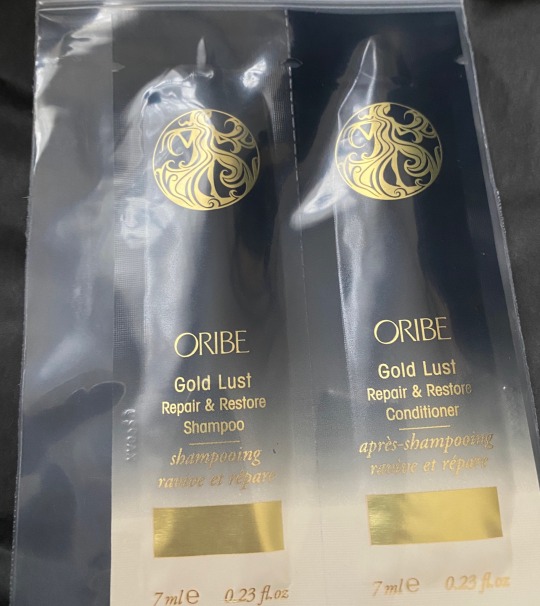 ORIBE
Gold Lust
Repair & Restore
Shampoo
shampooing
ravive et répare
7 ml e 0.23 fl.oz
ORIBE
Gold Lust
Repair & Restore
Conditioner
après-shampooing
ravive et répare
7 ml e 0.23 fl.oz